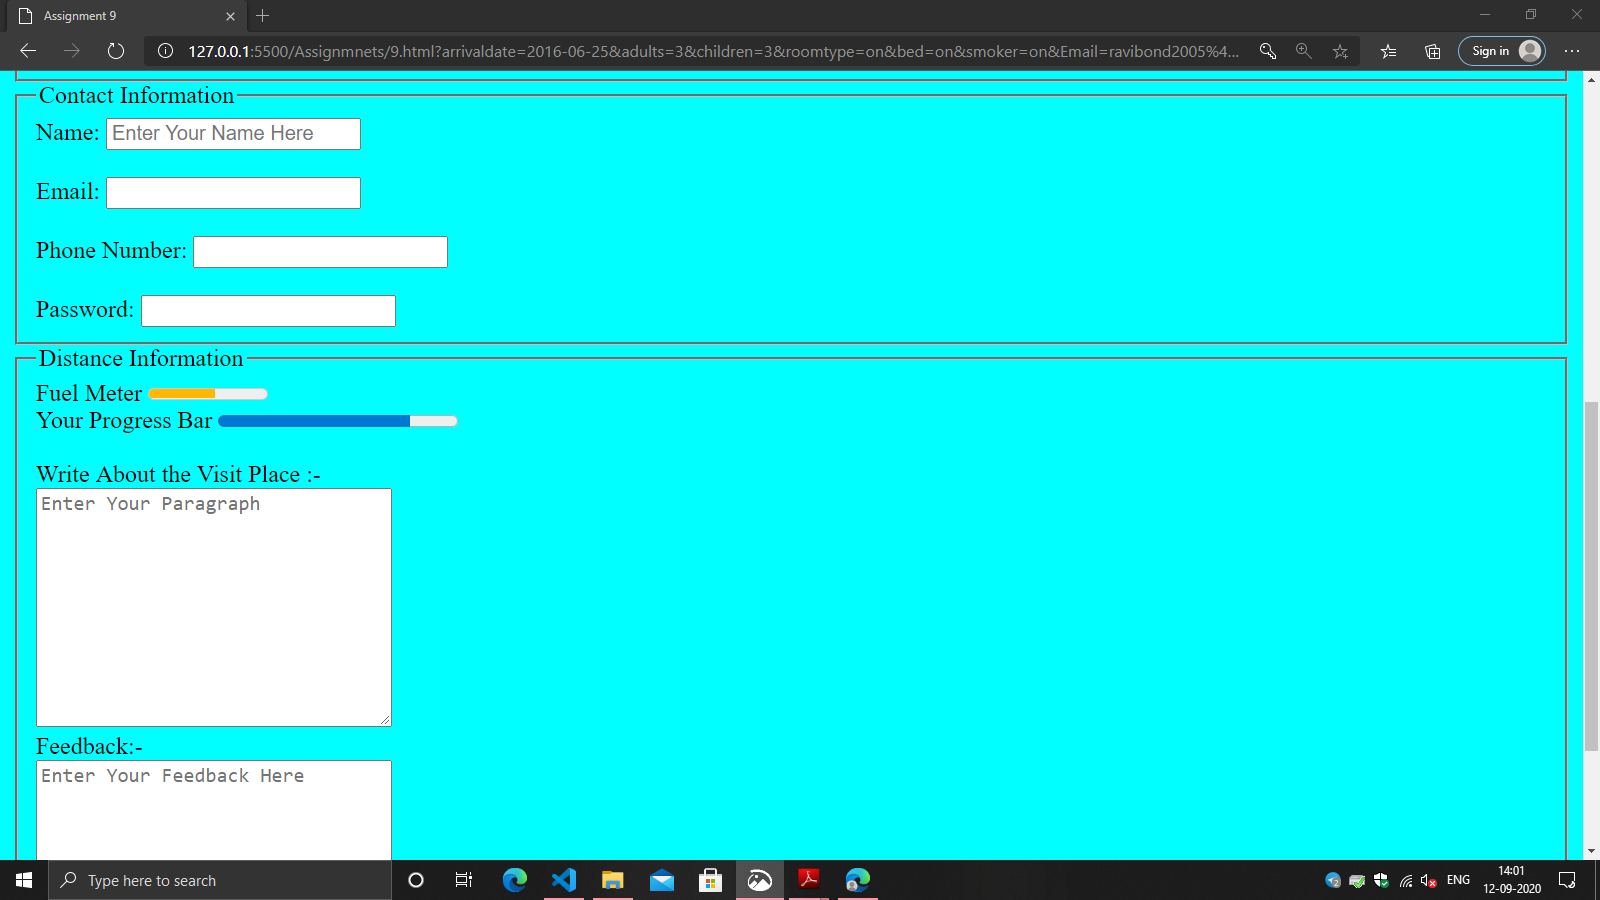 Assignment 9
127.0.0.1:5500/Assignmnets/9.html?arrivaldate=2016-06-25&adults=3&children=3&roomtype=on&bed=on&smoker=on&Email=ravibond2005%4...
Sign in
Contact Information
Name: Enter Your Name Here
Email:
Phone Number:
Password:
Distance Information
Fuel Meter
Your Progress Bar
Write About the Visit Place :-
Enter Your Paragraph
Feedback:-
Enter Your Feedback Here
Type here to search
2
ENG
14:01
12-09-2020